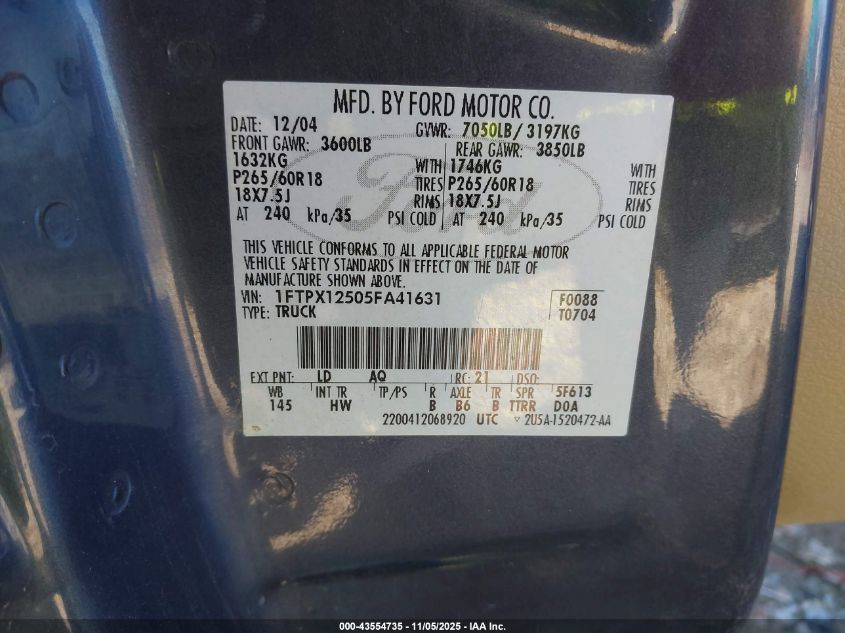 MFD. BY FORD MOTOR CO.
DATE: 12/04 GVWR: 7050LB / 3197KG
FRONT GAWR: 3600LB REAR GAWR: 3850LB
1632KG WITH 1746KG WITH
P265/60R18 TIRES P265/60R18 TIRES
18X7.5J RIMS 18X7.5J RIMS
AT 240 kPa/35 PSI COLD AT 240 kPa/35 PSI COLD
Ford
THIS VEHICLE CONFORMS TO ALL APPLICABLE FEDERAL MOTOR
VEHICLE SAFETY STANDARDS IN EFFECT ON THE DATE OF
MANUFACTURE SHOWN ABOVE.
VIN: 1FTPX12505FA41631 F0088
TYPE: TRUCK T0704
EXT PNT: LD AQ RC: 21 DSO:
WB INT TR TP/PS R AXLE TR SPR 5F613
145 HW B B6 B TTRR DOA
2200412068920 UTC ▽ 2U5A-1520472-AA
000-43554735 - 11/05/2025 - IAA Inc.